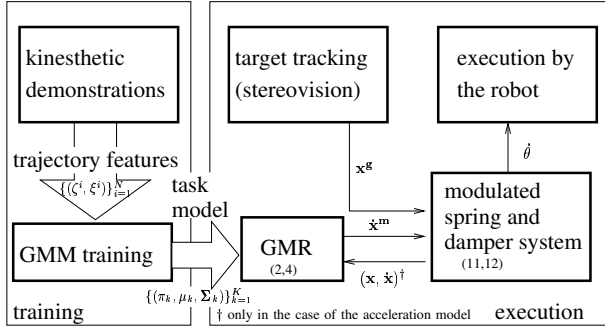 kinesthetic
demonstrations
target tracking
(stereovision)
execution by
the robot
trajectory features
{(ζ^i, ξ^i)}_{i=1}^N
task
model
x^g
θ̇
GMM training
GMR
(2,4)
ẋ^m
(x, ẋ)^†
modulated
spring and
damper system
(11,12)
{(π_k, μ_k, Σ_k)}_{k=1}^K
† only in the case of the acceleration model
training
execution